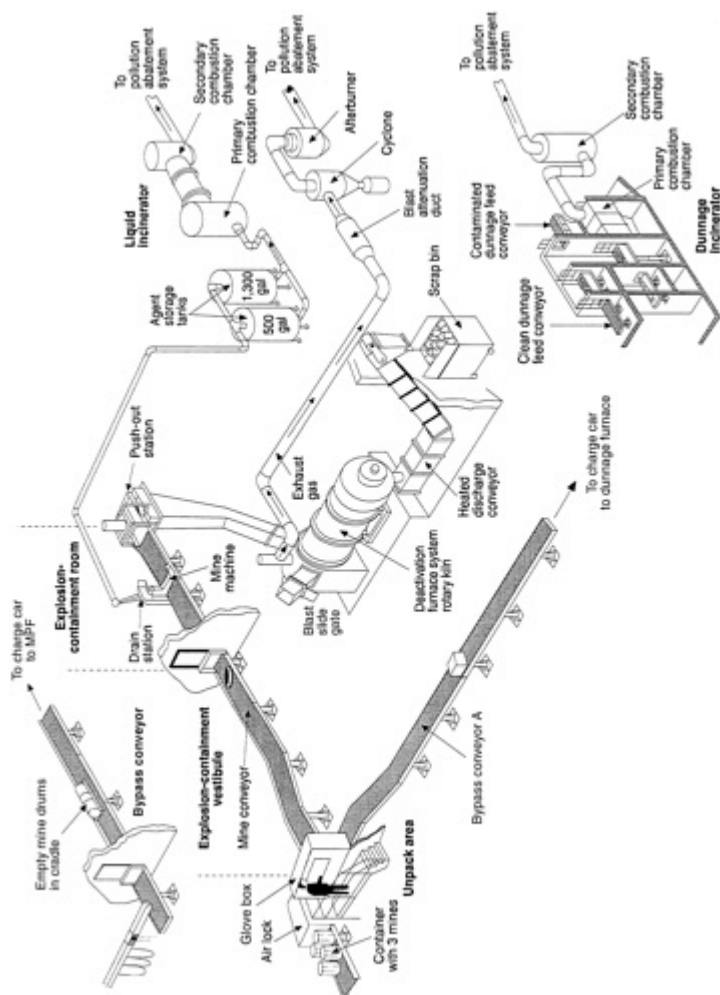 To charge car
to MPF
Empty mine drums
in cradle
Bypass conveyor
Explosion-
containment room
Drain
station
Mine
machine
Push-out
station
Explosion-containment
vestibule
Mine conveyor
Glove box
Air lock
Container
with 3 mines
Unpack area
Bypass conveyor A
To charge car
to dunnage furnace
Agent
storage
tanks
500
gal
1,300
gal
Liquid
incinerator
To
pollution
abatement
system
Secondary
combustion
chamber
Primary combustion chamber
Exhaust
gas
Blast
slide
gate
Deactivation
furnace system
rotary kiln
Heated
discharge
conveyor
Scrap bin
Blast
attenuation
duct
Cyclone
Afterburner
To
pollution
abatement
system
Clean dunnage
feed conveyor
Contaminated
dunnage feed
conveyor
To
pollution
abatement
system
Secondary
combustion
chamber
Primary
combustion
chamber
Dunnage
incinerator